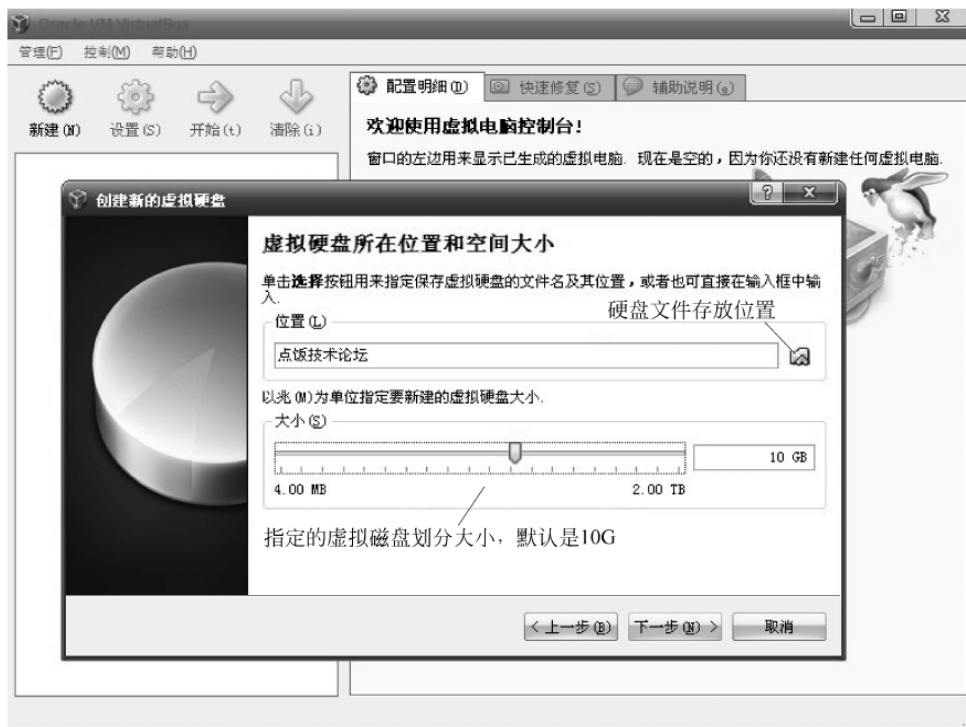 Oracle VM VirtualBox
管理(F) 控制(M) 帮助(H)
新建(N) 设置(S) 开始(t) 清除(i)
配置明细(D) 快速修复(S) 辅助说明(e)
欢迎使用虚拟电脑控制台!
窗口的左边用来显示已生成的虚拟电脑. 现在是空的,因为你还没有新建任何虚拟电脑.
创建新的虚拟硬盘
虚拟硬盘所在位置和空间大小
单击选择按钮用来指定保存虚拟硬盘的文件名及其位置,或者也可直接在输入框中输
入.
硬盘文件存放位置
位置(L)
点饭技术论坛
以兆(M)为单位指定要新建的虚拟硬盘大小.
大小(S)
10 GB
4.00 MB 2.00 TB
指定的虚拟磁盘划分大小，默认是10G
< 上一步(B) 下一步(N) > 取消